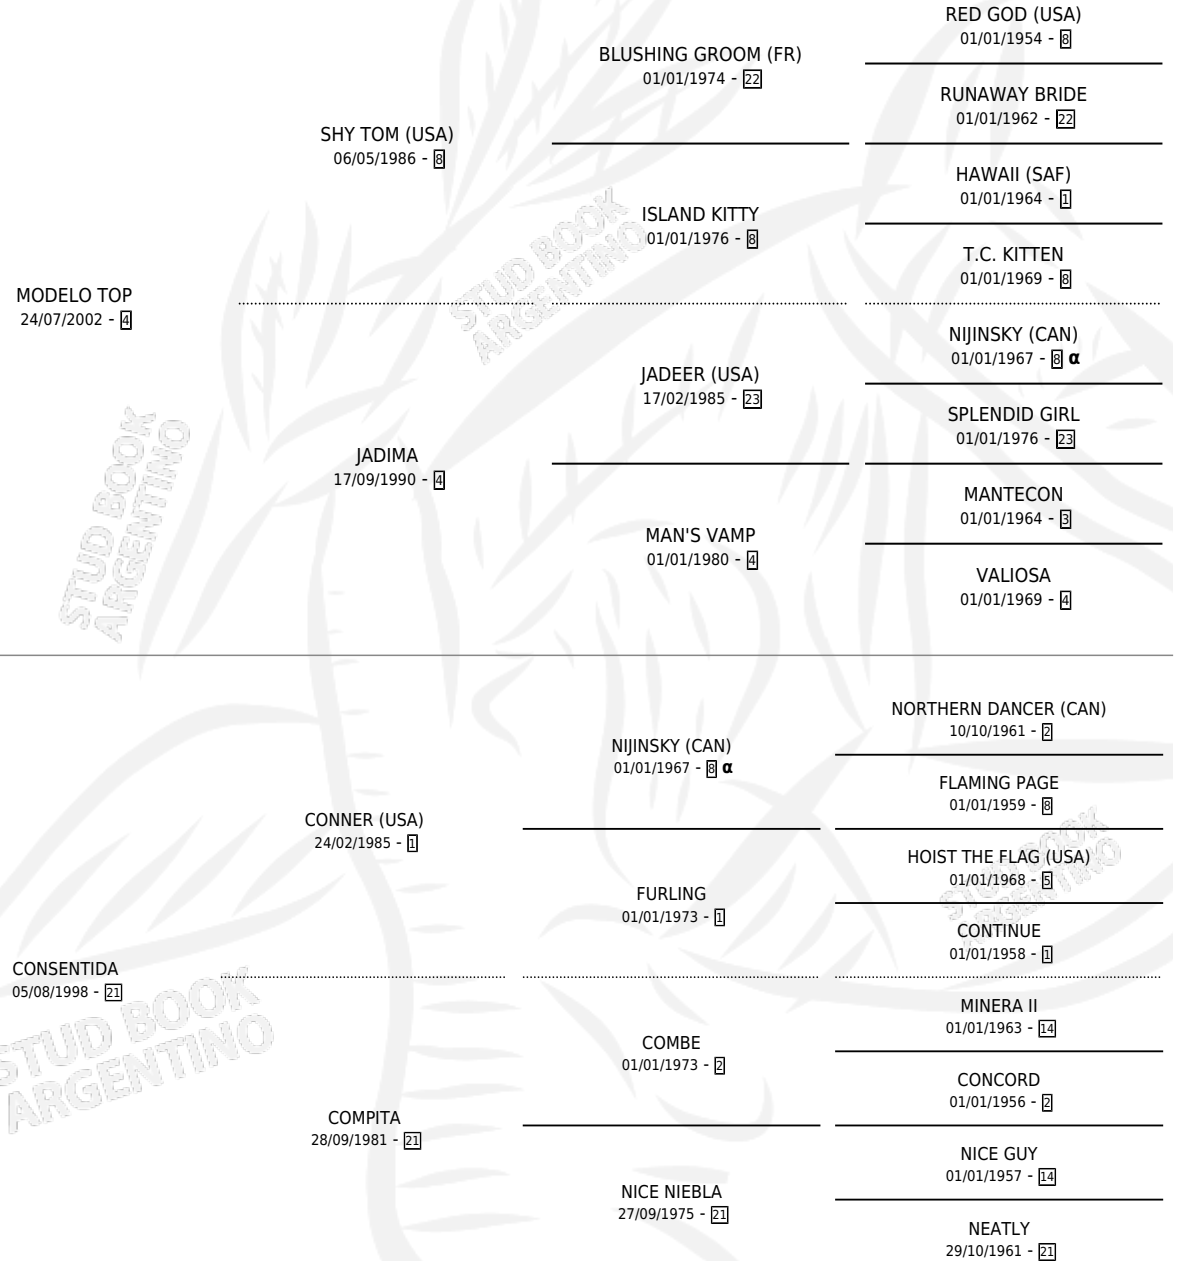 RED GOD (USA)
01/01/1954 - 8
BLUSHING GROOM (FR)
01/01/1974 - 22
RUNAWAY BRIDE
01/01/1962 - 22
SHY TOM (USA)
06/05/1986 - 8
HAWAII (SAF)
01/01/1964 - 1
ISLAND KITTY
01/01/1976 - 8
T.C. KITTEN
01/01/1969 - 8
MODELO TOP
24/07/2002 - 4
NIJINSKY (CAN)
01/01/1967 - 8 α
JADEER (USA)
17/02/1985 - 23
SPLENDID GIRL
01/01/1976 - 23
JADIMA
17/09/1990 - 4
MANTECON
01/01/1964 - 3
MAN'S VAMP
01/01/1980 - 4
VALIOSA
01/01/1969 - 4
NORTHERN DANCER (CAN)
10/10/1961 - 2
NIJINSKY (CAN)
01/01/1967 - 8 α
FLAMING PAGE
01/01/1959 - 8
CONNER (USA)
24/02/1985 - 1
HOIST THE FLAG (USA)
01/01/1968 - 5
FURLING
01/01/1973 - 1
CONTINUE
01/01/1958 - 1
CONSENTIDA
05/08/1998 - 21
MINERA II
01/01/1963 - 14
COMBE
01/01/1973 - 2
CONCORD
01/01/1956 - 2
COMPITA
28/09/1981 - 21
NICE GUY
01/01/1957 - 14
NICE NIEBLA
27/09/1975 - 21
NEATLY
29/10/1961 - 21
STUD BOOK
ARGENTINO
STUD BOOK
ARGENTINO
STUD BOOK
ARGENTINO
STUD BOOK
ARGENTINO